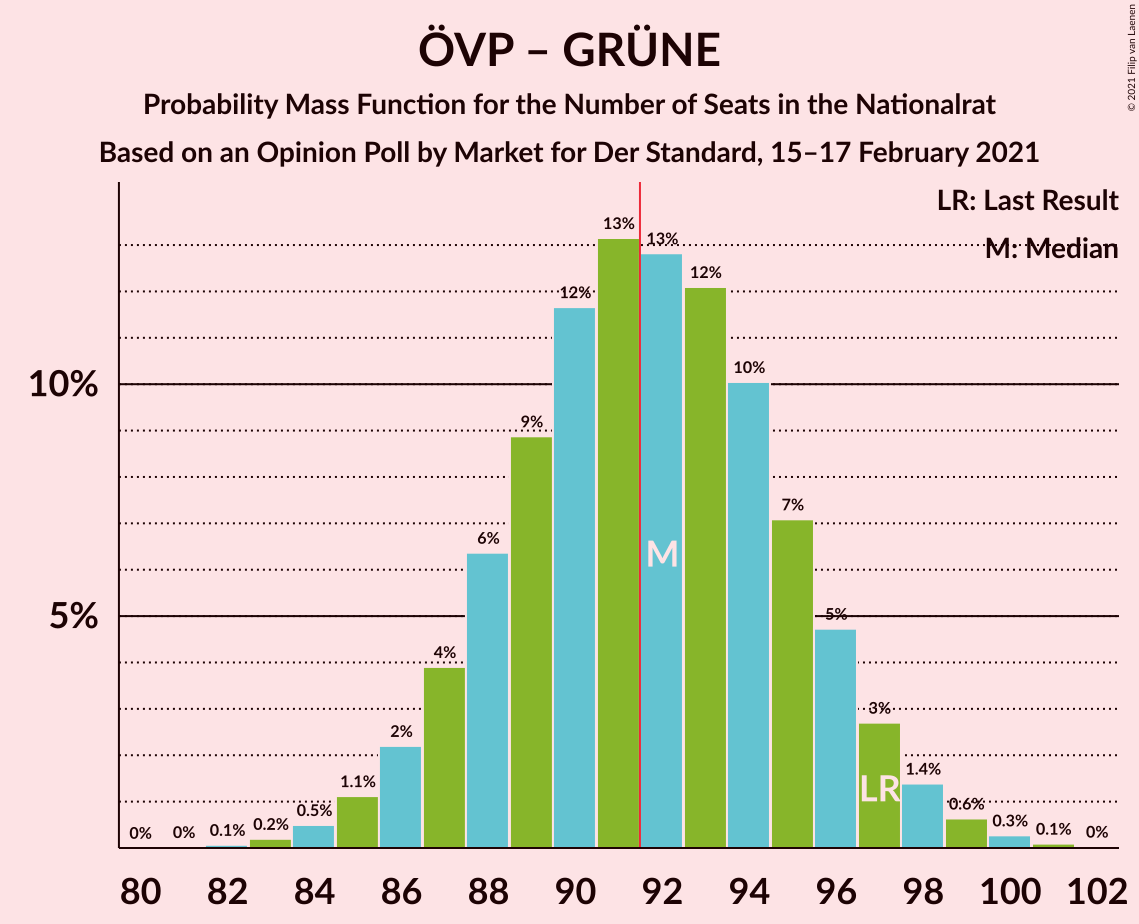 ÖVP – GRÜNE
Probability Mass Function for the Number of Seats in the Nationalrat
Based on an Opinion Poll by Market for Der Standard, 15–17 February 2021
© 2021 Filip van Laenen
LR: Last Result
M: Median
10%
5%
0% 0% 0.1% 0.2% 0.5% 1.1% 2% 4% 6% 9% 12% 13% 13% 12% 10% 7% 5% 3% 1.4% 0.6% 0.3% 0.1% 0%
M
LR
80 82 84 86 88 90 92 94 96 98 100 102